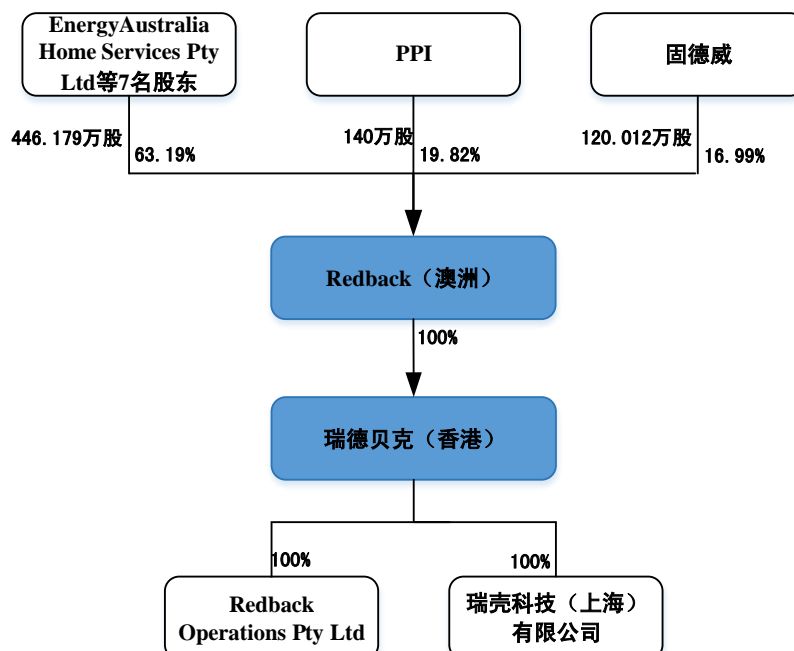 EnergyAustralia
Home Services Pty
Ltd等7名股东
PPI
固德威
446.179万股
63.19%
140万股
19.82%
120.012万股
16.99%
Redback（澳洲）
100%
瑞德贝克（香港）
100%
100%
Redback
Operations Pty Ltd
瑞壳科技（上海）
有限公司